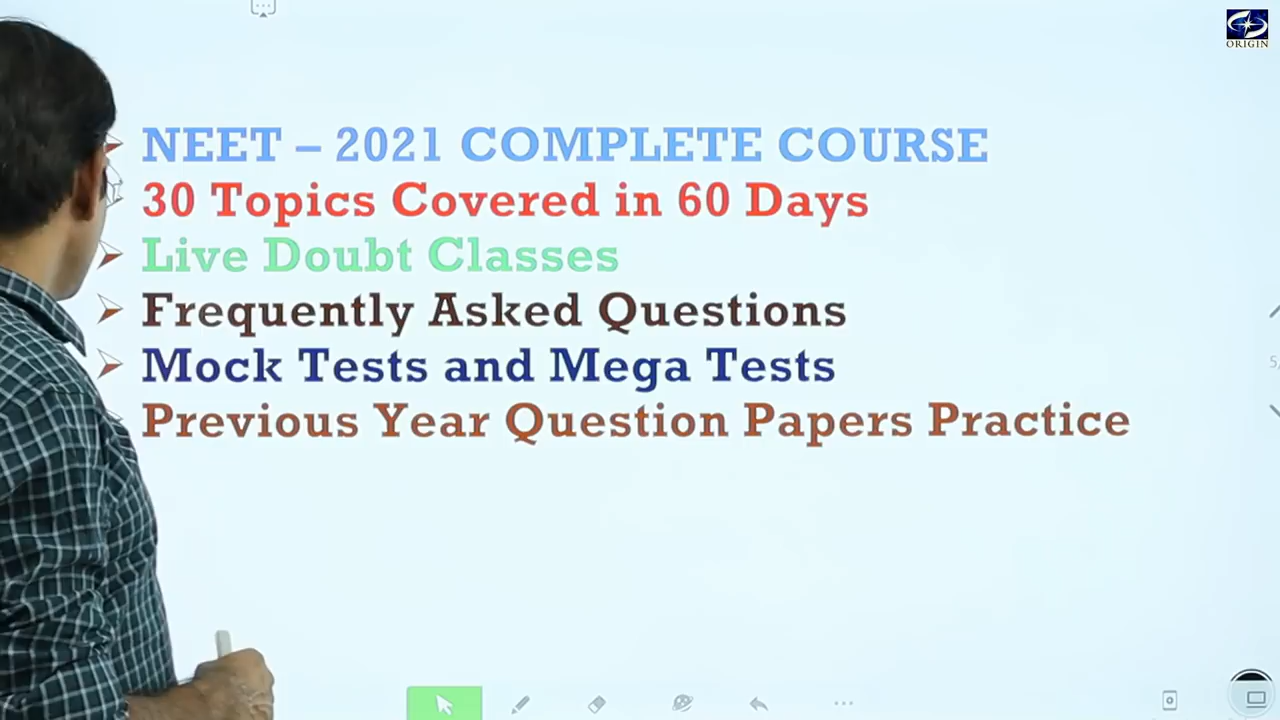 ORIGIN
NEET – 2021 COMPLETE COURSE
30 Topics Covered in 60 Days
Live Doubt Classes
Frequently Asked Questions
Mock Tests and Mega Tests
Previous Year Question Papers Practice